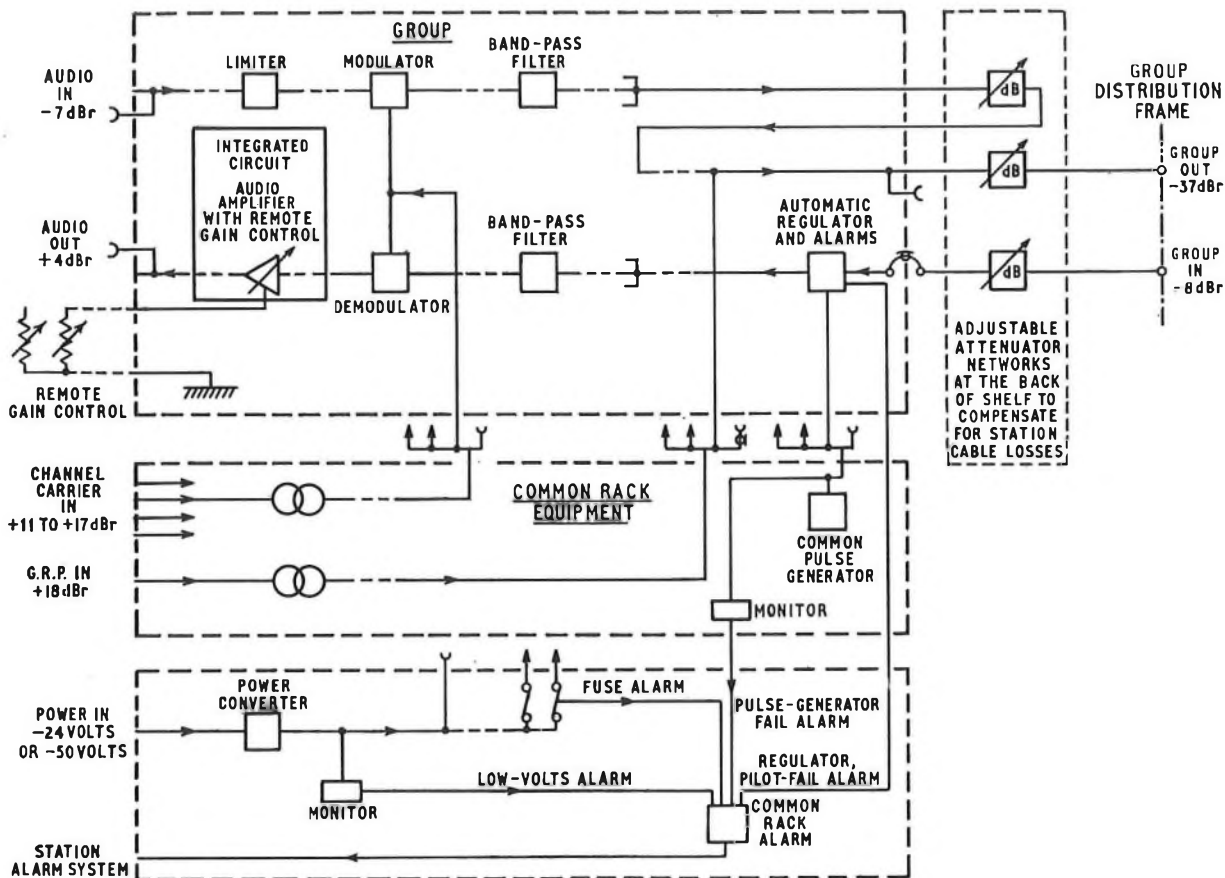 GROUP
LIMITER
MODULATOR
BAND-PASS
FILTER
AUDIO
IN
-7dBr
dB
GROUP
DISTRIBUTION
FRAME
INTEGRATED
CIRCUIT
AUDIO
AMPLIFIER
WITH REMOTE
GAIN CONTROL
dB
GROUP
OUT
-37dBr
AUDIO
OUT
+4dBr
DEMODULATOR
BAND-PASS
FILTER
AUTOMATIC
REGULATOR
AND ALARMS
dB
GROUP
IN
-8dBr
REMOTE
GAIN CONTROL
ADJUSTABLE
ATTENUATOR
NETWORKS
AT THE BACK
OF SHELF TO
COMPENSATE
FOR STATION
CABLE LOSSES
CHANNEL
CARRIER
IN
+11 TO +17dBr
COMMON RACK
EQUIPMENT
COMMON
PULSE
GENERATOR
G.R.P. IN
+18dBr
MONITOR
POWER
CONVERTER
FUSE ALARM
POWER IN
-24 VOLTS
OR -50VOLTS
PULSE-GENERATOR
FAIL ALARM
LOW-VOLTS ALARM
REGULATOR,
PILOT-FAIL ALARM
MONITOR
COMMON
RACK
ALARM
STATION
ALARM SYSTEM